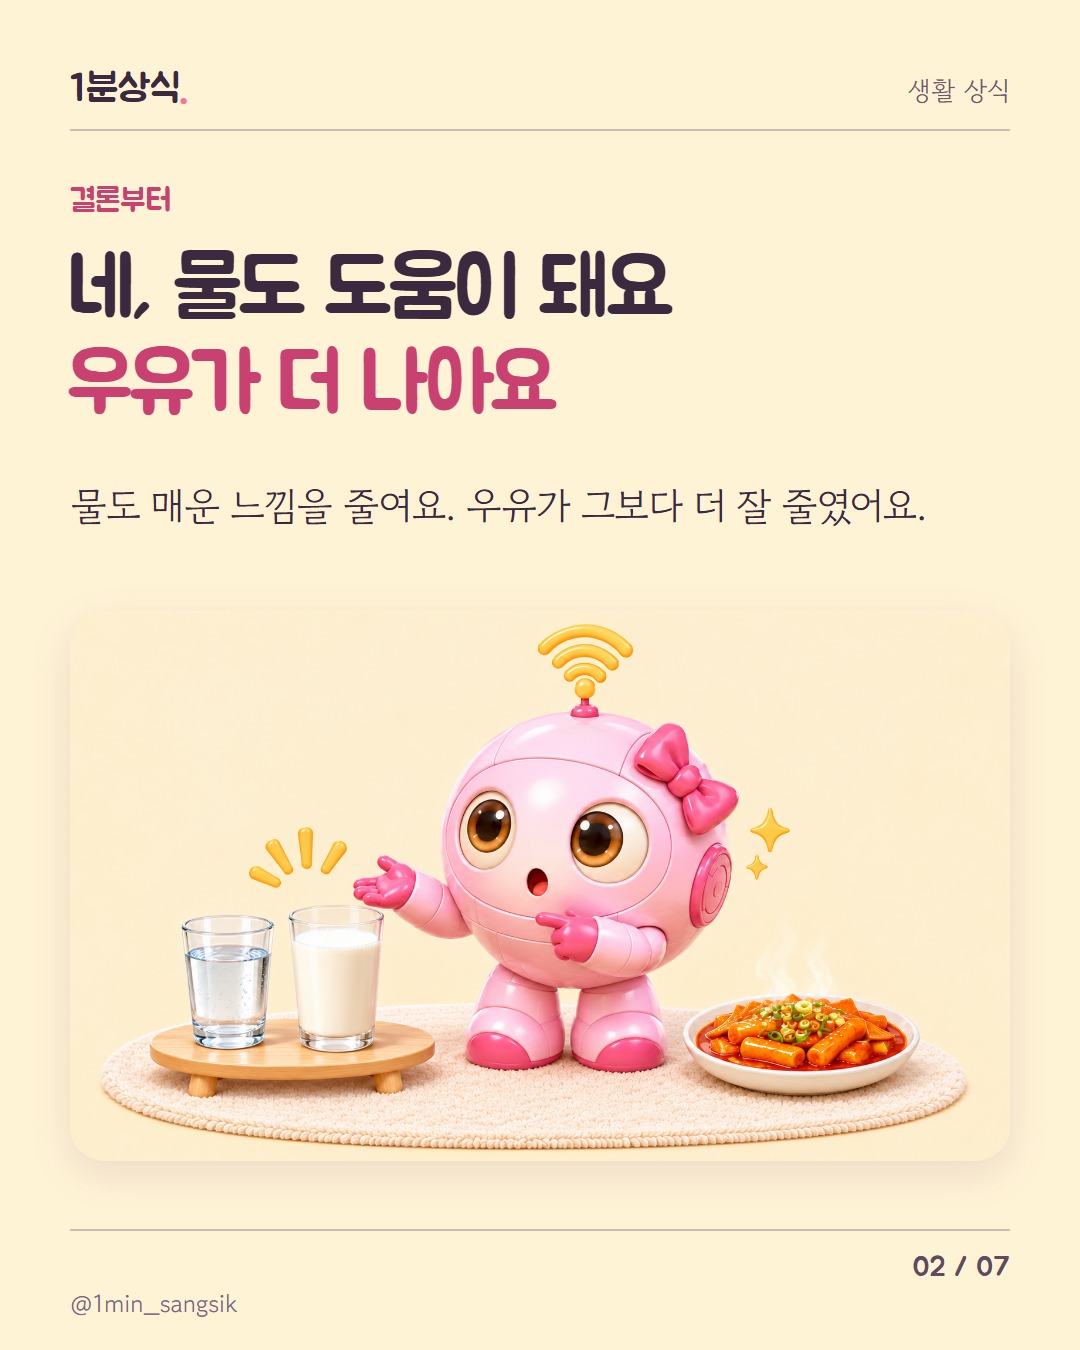 1분상식.
생활 상식
결론부터
네, 물도 도움이 돼요
우유가 더 나아요
물도 매운 느낌을 줄여요. 우유가 그보다 더 잘 줄였어요.
02 / 07
@1min_sangsik